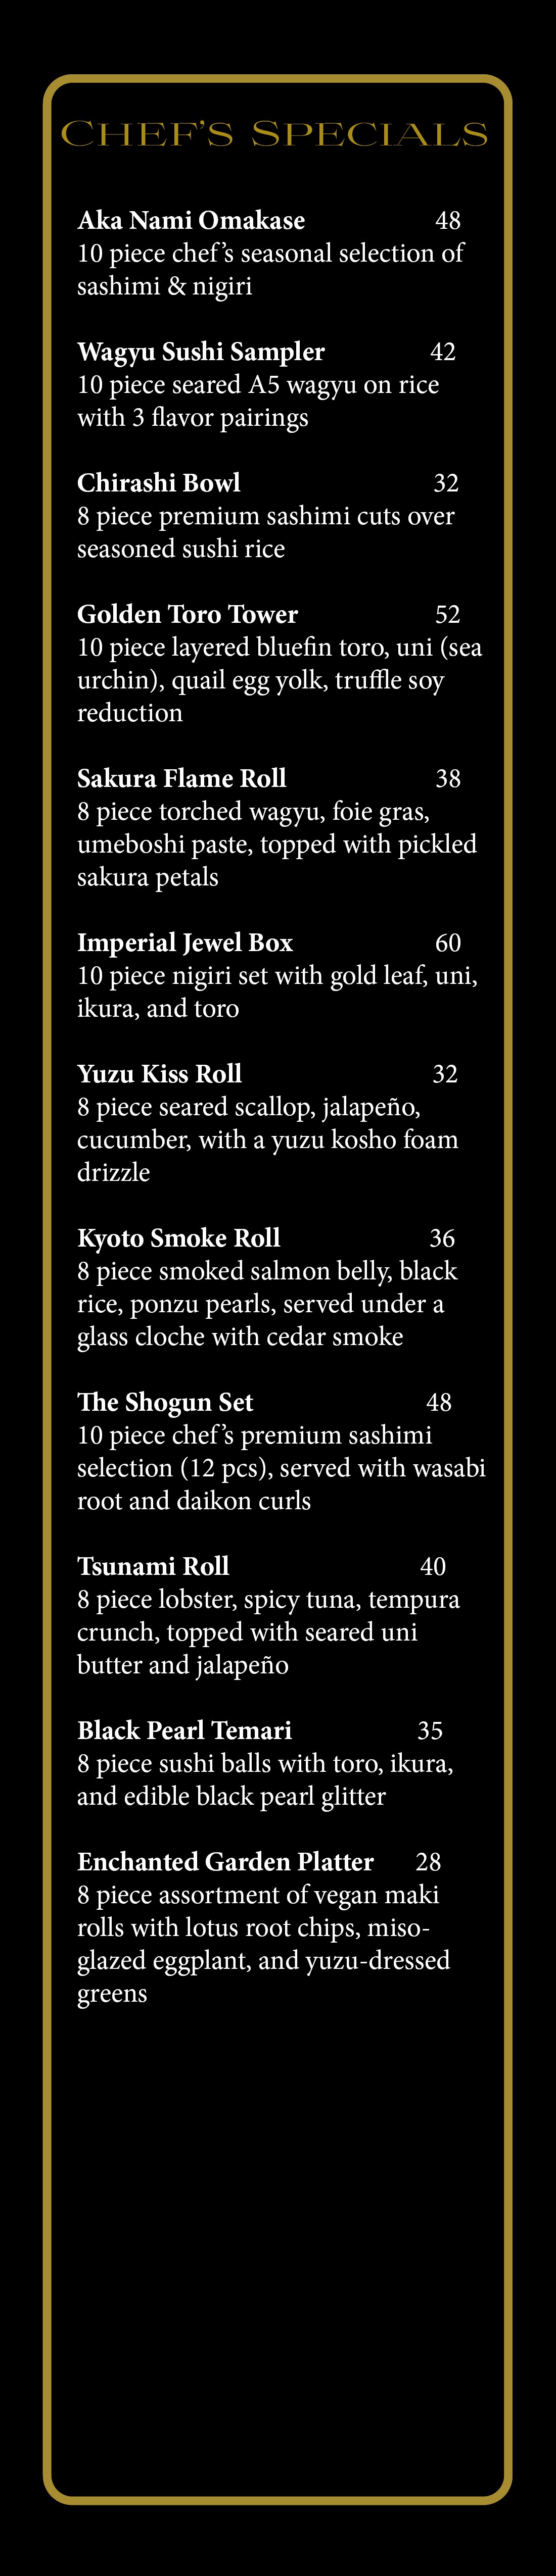 Chef's Specials
Aka Nami Omakase 48
10 piece chef's seasonal selection of
sashimi & nigiri
Wagyu Sushi Sampler 42
10 piece seared A5 wagyu on rice
with 3 flavor pairings
Chirashi Bowl 32
8 piece premium sashimi cuts over
seasoned sushi rice
Golden Toro Tower 52
10 piece layered bluefin toro, uni (sea
urchin), quail egg yolk, truffle soy
reduction
Sakura Flame Roll 38
8 piece torched wagyu, foie gras,
umeboshi paste, topped with pickled
sakura petals
Imperial Jewel Box 60
10 piece nigiri set with gold leaf, uni,
ikura, and toro
Yuzu Kiss Roll 32
8 piece seared scallop, jalapeño,
cucumber, with a yuzu kosho foam
drizzle
Kyoto Smoke Roll 36
8 piece smoked salmon belly, black
rice, ponzu pearls, served under a
glass cloche with cedar smoke
The Shogun Set 48
10 piece chef's premium sashimi
selection (12 pcs), served with wasabi
root and daikon curls
Tsunami Roll 40
8 piece lobster, spicy tuna, tempura
crunch, topped with seared uni
butter and jalapeño
Black Pearl Temari 35
8 piece sushi balls with toro, ikura,
and edible black pearl glitter
Enchanted Garden Platter 28
8 piece assortment of vegan maki
rolls with lotus root chips, miso-
glazed eggplant, and yuzu-dressed
greens